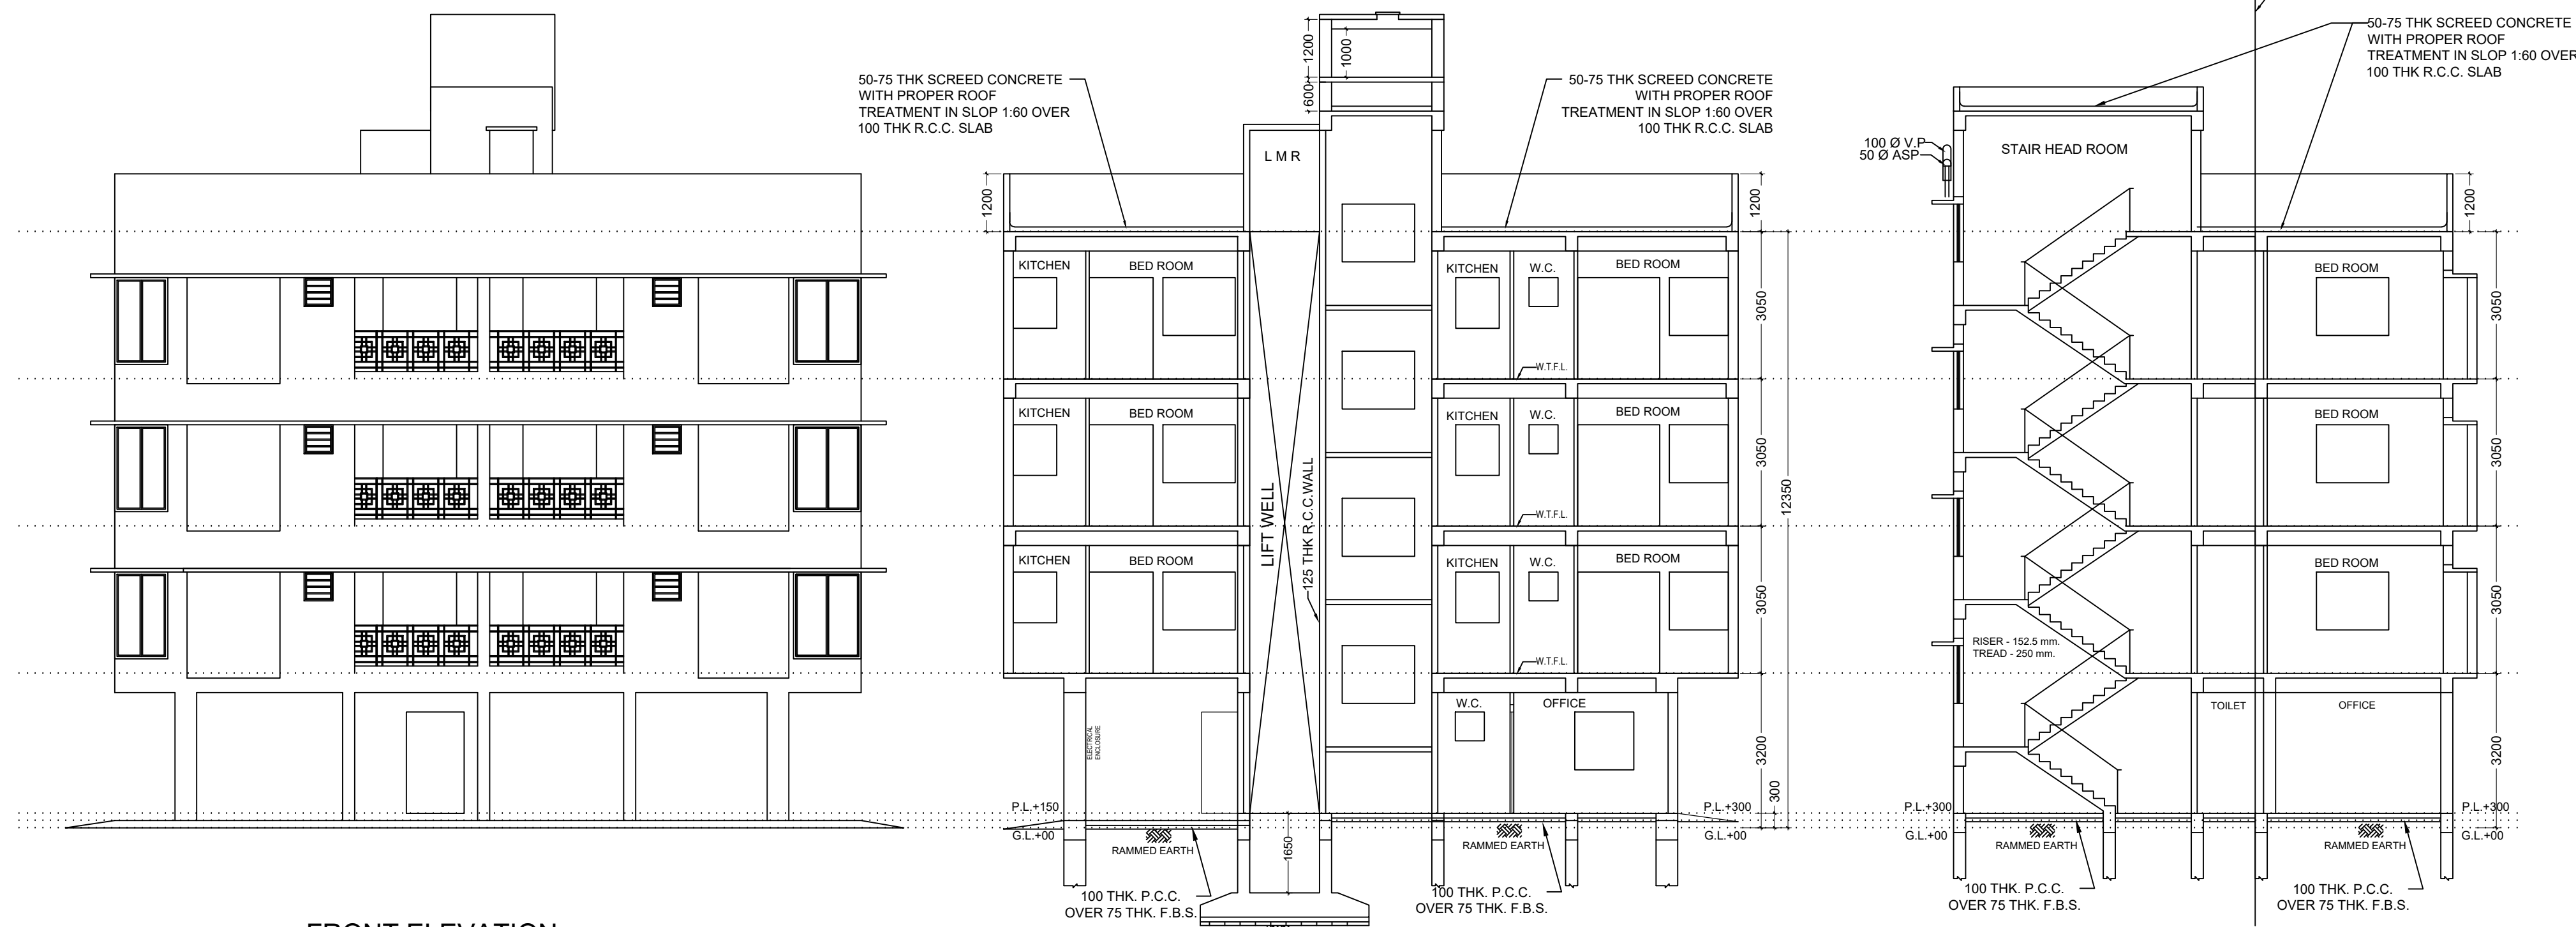 50-75 THK SCREED CONCRETE
WITH PROPER ROOF
TREATMENT IN SLOP 1:60 OVER
100 THK R.C.C. SLAB
1200
1000
600
50-75 THK SCREED CONCRETE
WITH PROPER ROOF
TREATMENT IN SLOP 1:60 OVER
100 THK R.C.C. SLAB
50-75 THK SCREED CONCRETE
WITH PROPER ROOF
TREATMENT IN SLOP 1:60 OVER
100 THK R.C.C. SLAB
L M R
100 Ø V.P
50 Ø ASP
STAIR HEAD ROOM
1200
1200
1200
KITCHEN
BED ROOM
KITCHEN
W.C.
BED ROOM
BED ROOM
3050
3050
W.T.F.L.
KITCHEN
BED ROOM
KITCHEN
W.C.
BED ROOM
BED ROOM
3050
3050
LIFT WELL
125 THK R.C.C.WALL
12350
W.T.F.L.
KITCHEN
BED ROOM
KITCHEN
W.C.
BED ROOM
BED ROOM
3050
3050
RISER - 152.5 mm.
TREAD - 250 mm.
W.T.F.L.
W.C.
OFFICE
TOILET
OFFICE
ELECTRICAL
ENCLOSURE
3200
3200
300
P.L.+150
P.L.+300
P.L.+300
P.L.+300
G.L.+00
G.L.+00
G.L.+00
G.L.+00
1650
RAMMED EARTH
RAMMED EARTH
RAMMED EARTH
RAMMED EARTH
100 THK. P.C.C.
OVER 75 THK. F.B.S.
100 THK. P.C.C.
OVER 75 THK. F.B.S.
100 THK. P.C.C.
OVER 75 THK. F.B.S.
100 THK. P.C.C.
OVER 75 THK. F.B.S.
FRONT ELEVATION